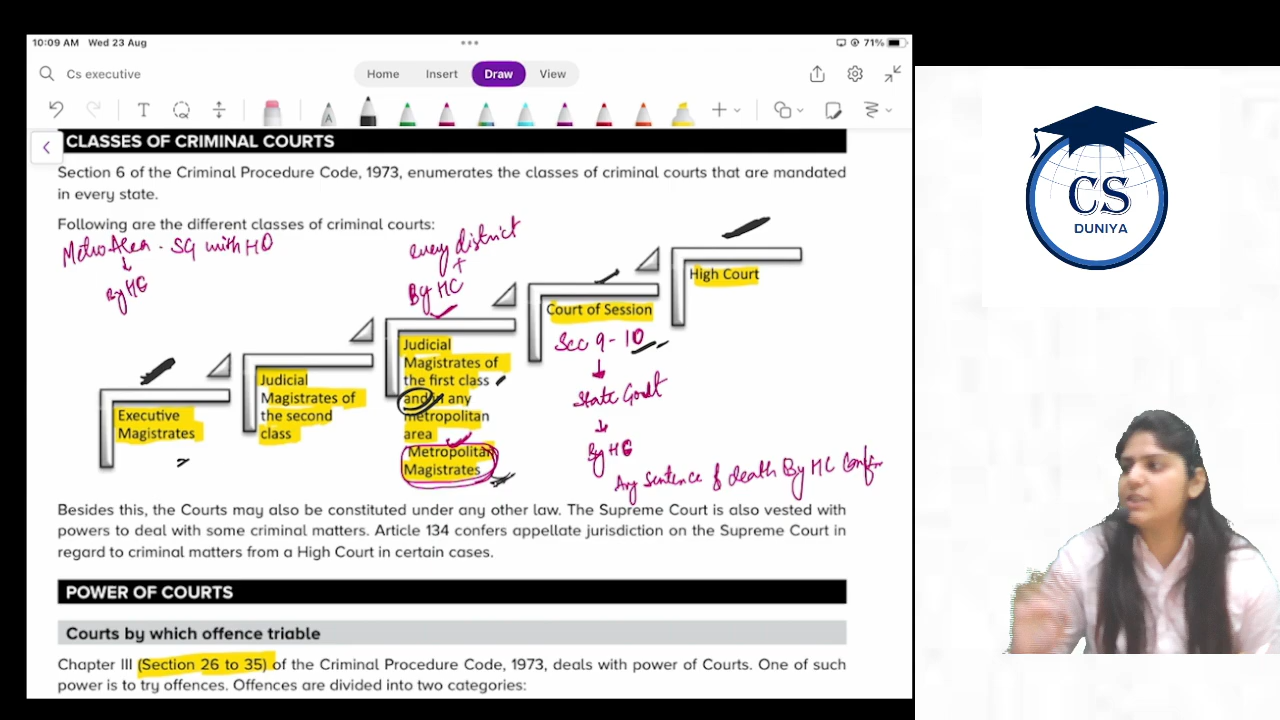 10:09 AM Wed 23 Aug
71%
Cs executive
Home Insert Draw View
CLASSES OF CRIMINAL COURTS
Section 6 of the Criminal Procedure Code, 1973, enumerates the classes of criminal courts that are mandated
in every state.
Following are the different classes of criminal courts:
Metro Area - SG with HC
By HC
every district
+
By HC
High Court
Court of Session
Sec 9 - 10
State Govt
By HC
Any Sentence of death By HC Confir
Judicial
Magistrates of
the first class
and in any
metropolitan
area
Metropolitan
Magistrates
Judicial
Magistrates of
the second
class
Executive
Magistrates
Besides this, the Courts may also be constituted under any other law. The Supreme Court is also vested with
powers to deal with some criminal matters. Article 134 confers appellate jurisdiction on the Supreme Court in
regard to criminal matters from a High Court in certain cases.
POWER OF COURTS
Courts by which offence triable
Chapter III (Section 26 to 35) of the Criminal Procedure Code, 1973, deals with power of Courts. One of such
power is to try offences. Offences are divided into two categories:
CS
DUNIYA